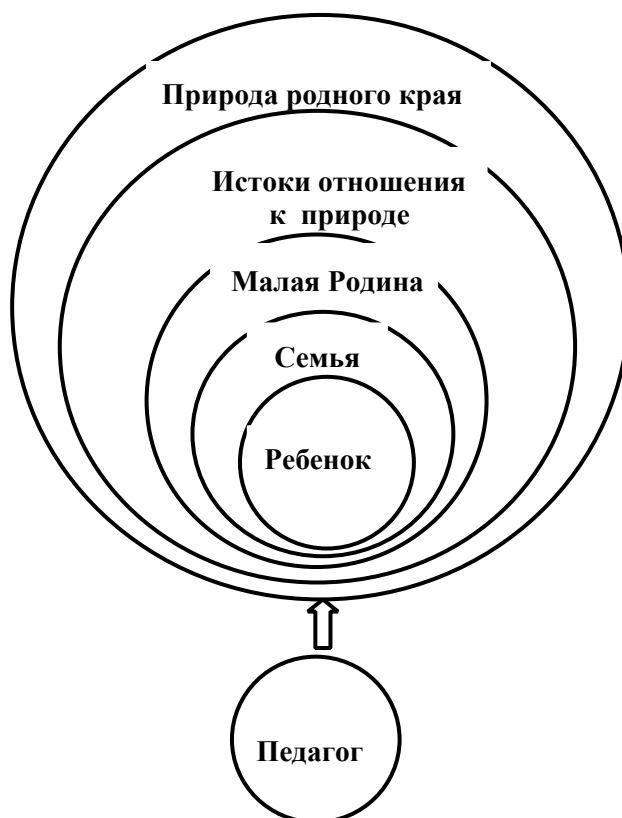 Природа родного края
Истоки отношения
к природе
Малая Родина
Семья
Ребенок
Педагог